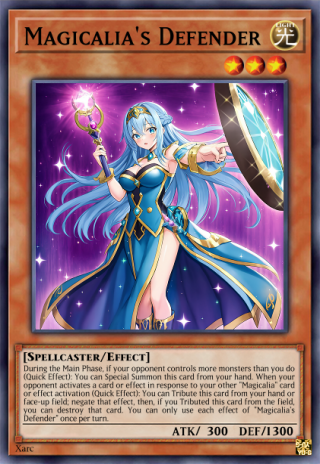 MAGICALIA'S DEFENDER
LIGHT
光
[SPELLCASTER/EFFECT]
During the Main Phase, if your opponent controls more monsters than you do
(Quick Effect): You can Special Summon this card from your hand. When your
opponent activates a card or effect in response to your other "Magicalia" card
or effect activation (Quick Effect): You can Tribute this card from your hand or
face-up field; negate that effect, then, if you Tributed this card from the field,
you can destroy that card. You can only use each effect of "Magicalia's
Defender" once per turn.
ATK/ 300 DEF/1300
Xarc